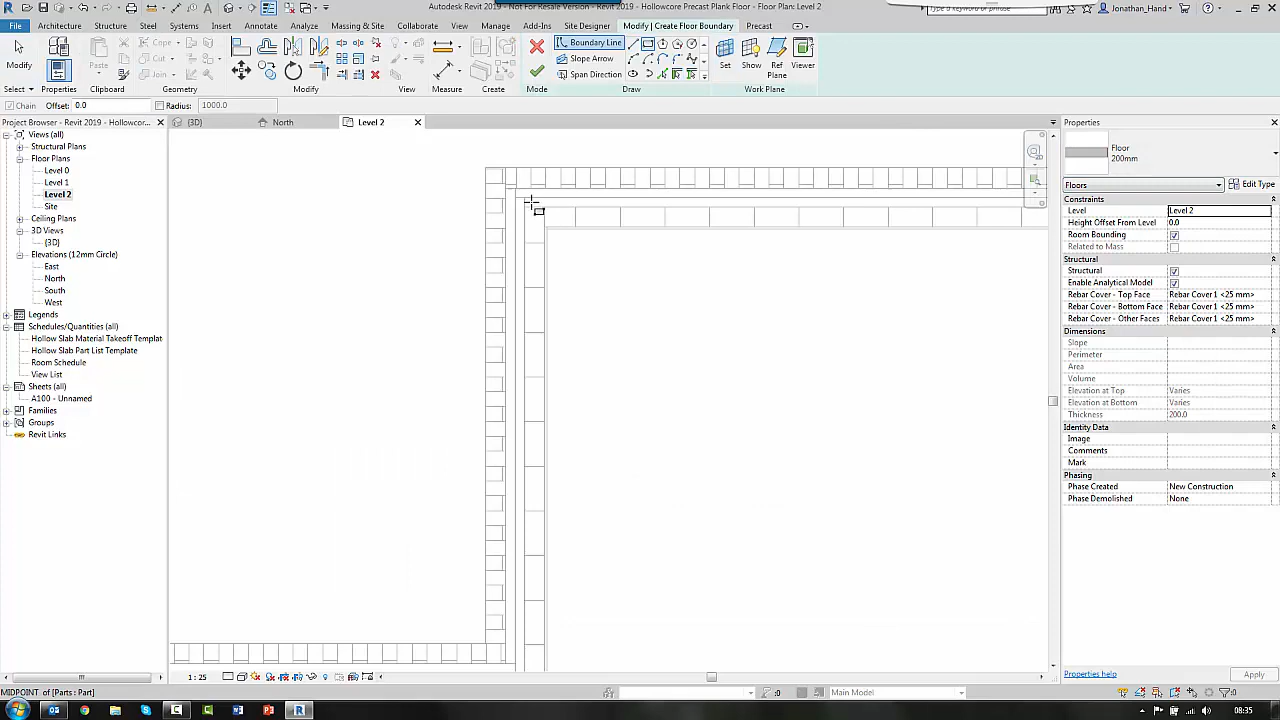 Autodesk Revit 2019 - Not For Resale Version - Revit 2019 - Hollowcore Precast Plank Floor - Floor Plan: Level 2
Jonathan_Hand
File Architecture Structure Steel Systems Insert Annotate Analyze Massing & Site Collaborate View Manage Add-Ins Site Designer Modify | Create Floor Boundary Precast
Modify Paste Cope Cut Join Boundary Line Slope Arrow Span Direction Set Show Ref Plane Viewer
Select Properties Clipboard Geometry Modify View Measure Create Mode Draw Work Plane
Chain Offset: 0.0 Radius: 1000.0
Project Browser - Revit 2019 - Hollowcor...
{3D}
North
Level 2
Properties
Views (all)
Structural Plans
Floor Plans
Level 0
Level 1
Level 2
Site
Ceiling Plans
3D Views
{3D}
Elevations (12mm Circle)
East
North
South
West
Legends
Schedules/Quantities (all)
Hollow Slab Material Takeoff Templat
Hollow Slab Part List Template
Room Schedule
View List
Sheets (all)
A100 - Unnamed
Families
Groups
Revit Links
Floor
200mm
Floors Edit Type
Constraints
Level Level 2
Height Offset From Level 0.0
Room Bounding
Related to Mass
Structural
Structural
Enable Analytical Model
Rebar Cover - Top Face Rebar Cover 1 <25 mm>
Rebar Cover - Bottom Face Rebar Cover 1 <25 mm>
Rebar Cover - Other Faces Rebar Cover 1 <25 mm>
Dimensions
Slope
Perimeter
Area
Volume
Elevation at Top Varies
Elevation at Bottom Varies
Thickness 200.0
Identity Data
Image
Comments
Mark
Phasing
Phase Created New Construction
Phase Demolished None
Properties help Apply
1 : 25
MIDPOINT of [Parts : Part]
:0
Main Model
:0
08:35